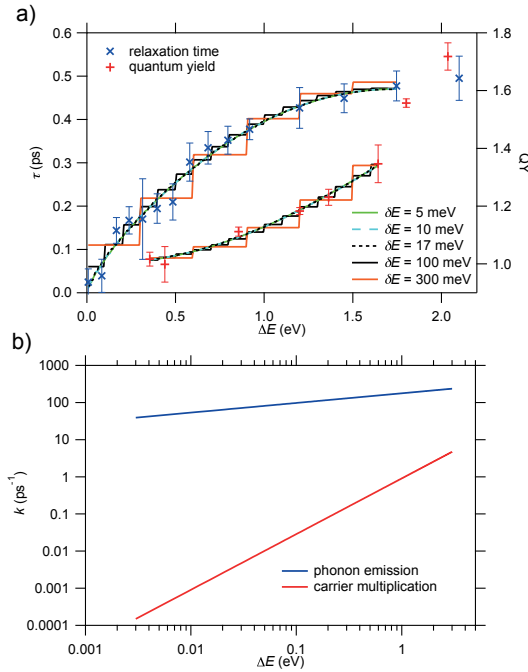 a)
0.6
0.5
0.4
0.3
0.2
0.1
0.0
τ (ps)
relaxation time
quantum yield
1.8
1.6
1.4
1.2
1.0
QY
δE = 5 meV
δE = 10 meV
δE = 17 meV
δE = 100 meV
δE = 300 meV
0.0 0.5 1.0 1.5 2.0
ΔE (eV)
b)
1000
100
10
1
0.1
0.01
0.001
0.0001
k (ps⁻¹)
phonon emission
carrier multiplication
0.001 0.01 0.1 1
ΔE (eV)